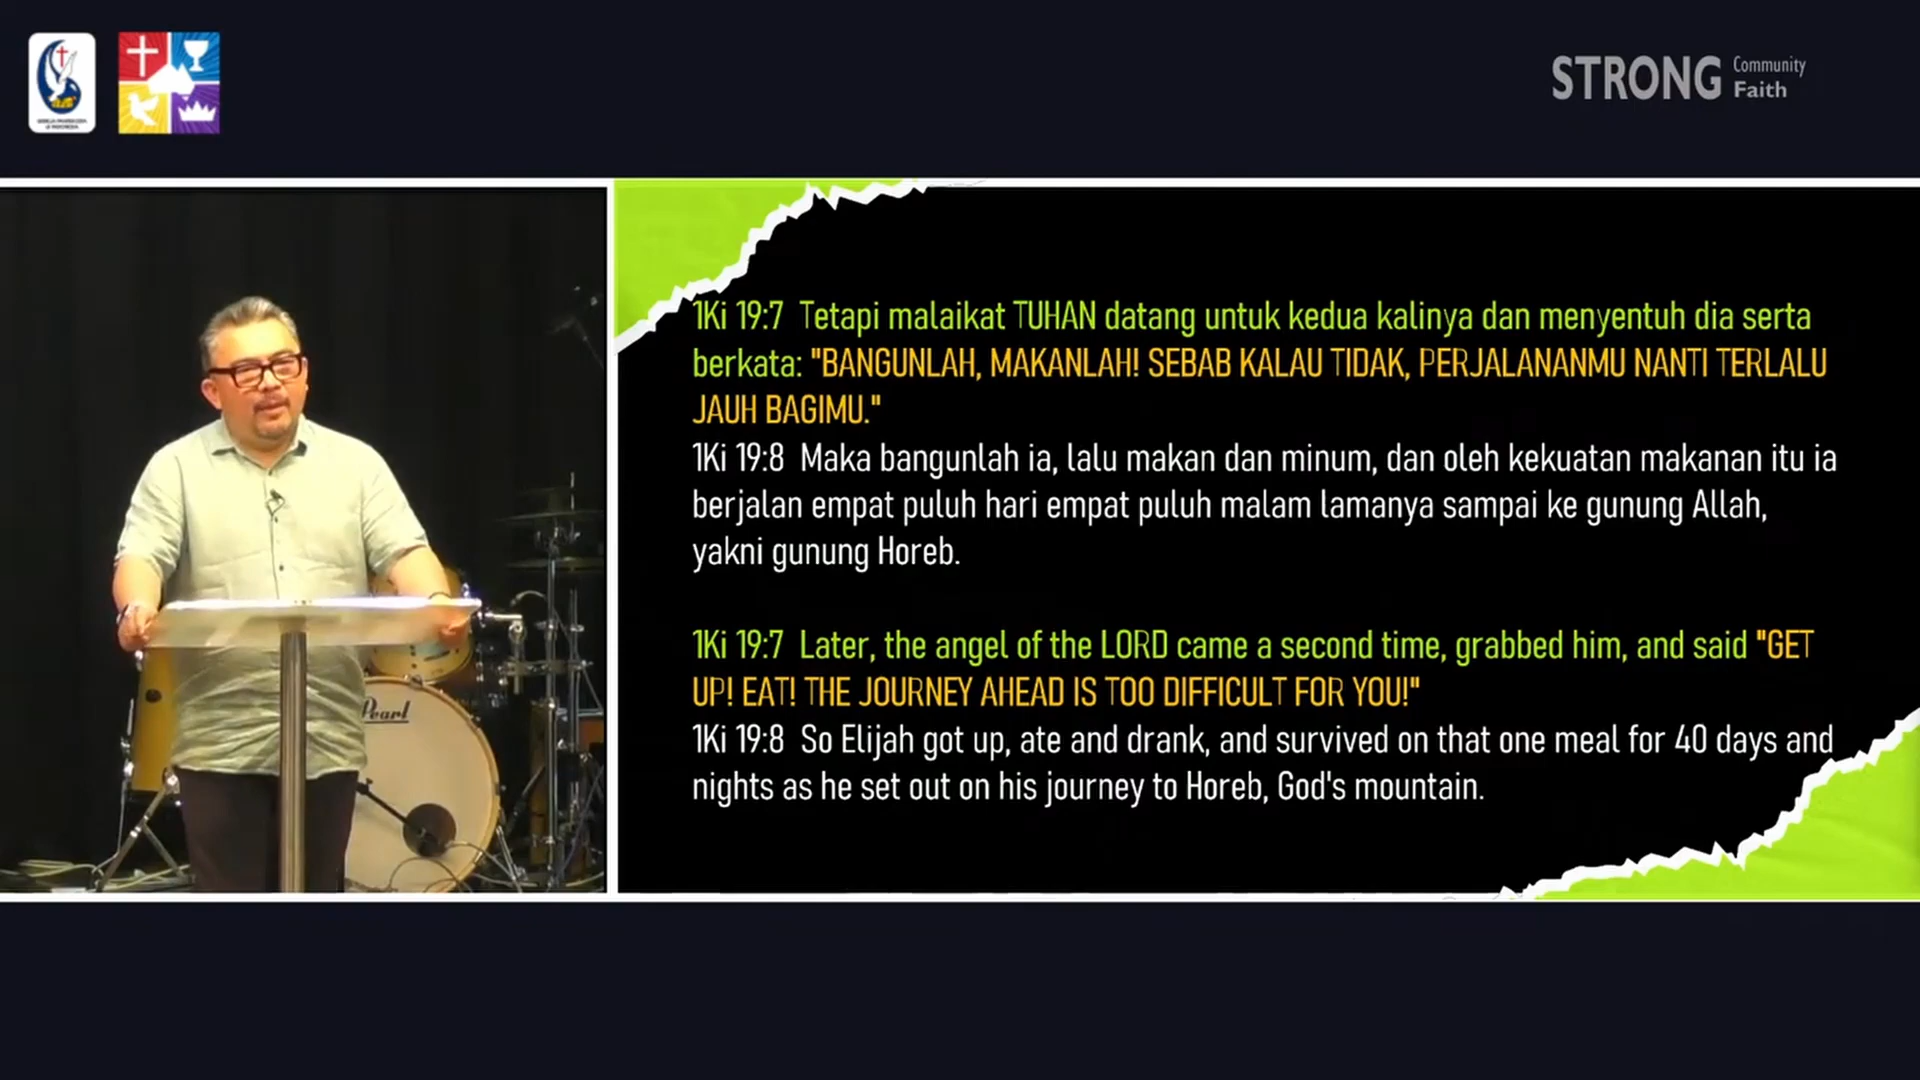 STRONG Community
Faith
1Ki 19:7 Tetapi malaikat TUHAN datang untuk kedua kalinya dan menyentuh dia serta
berkata: "BANGUNLAH, MAKANLAH! SEBAB KALAU TIDAK, PERJALANANMU NANTI TERLALU
JAUH BAGIMU."
1Ki 19:8 Maka bangunlah ia, lalu makan dan minum, dan oleh kekuatan makanan itu ia
berjalan empat puluh hari empat puluh malam lamanya sampai ke gunung Allah,
yakni gunung Horeb.
1Ki 19:7 Later, the angel of the LORD came a second time, grabbed him, and said "GET
UP! EAT! THE JOURNEY AHEAD IS TOO DIFFICULT FOR YOU!"
1Ki 19:8 So Elijah got up, ate and drank, and survived on that one meal for 40 days and
nights as he set out on his journey to Horeb, God's mountain.
Pearl